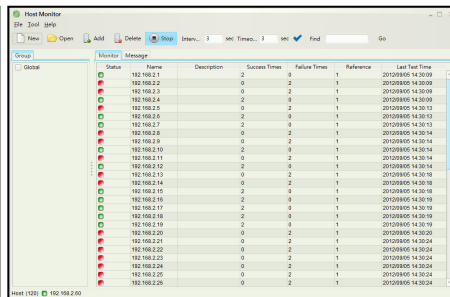 Host Monitor
File Tool Help
New Open Add Delete Stop Interv... 3 sec Timeo... 3 sec Find Go
Group Monitor Message
Global
Status Name Description Success Times Failure Times Reference Last Test Time
192.168.2.1 2 0 1 2012/09/05 14:30:09
192.168.2.2 0 2 1 2012/09/05 14:30:09
192.168.2.3 0 2 1 2012/09/05 14:30:09
192.168.2.4 2 0 1 2012/09/05 14:30:09
192.168.2.5 0 2 1 2012/09/05 14:30:13
192.168.2.6 2 0 1 2012/09/05 14:30:13
192.168.2.7 2 0 1 2012/09/05 14:30:13
192.168.2.8 0 2 1 2012/09/05 14:30:14
192.168.2.9 0 2 1 2012/09/05 14:30:14
192.168.2.10 2 0 1 2012/09/05 14:30:14
192.168.2.11 2 0 1 2012/09/05 14:30:14
192.168.2.12 2 0 1 2012/09/05 14:30:14
192.168.2.13 0 2 1 2012/09/05 14:30:18
192.168.2.14 0 2 1 2012/09/05 14:30:18
192.168.2.15 2 0 1 2012/09/05 14:30:18
192.168.2.16 2 0 1 2012/09/05 14:30:19
192.168.2.17 2 0 1 2012/09/05 14:30:19
192.168.2.18 2 0 1 2012/09/05 14:30:19
192.168.2.19 2 0 1 2012/09/05 14:30:19
192.168.2.20 0 2 1 2012/09/05 14:30:20
192.168.2.21 0 2 1 2012/09/05 14:30:24
192.168.2.22 0 2 1 2012/09/05 14:30:24
192.168.2.23 0 2 1 2012/09/05 14:30:24
192.168.2.24 0 2 1 2012/09/05 14:30:24
192.168.2.25 0 2 1 2012/09/05 14:30:24
192.168.2.26 0 2 1 2012/09/05 14:30:24
Host: (120) 192.168.2.60